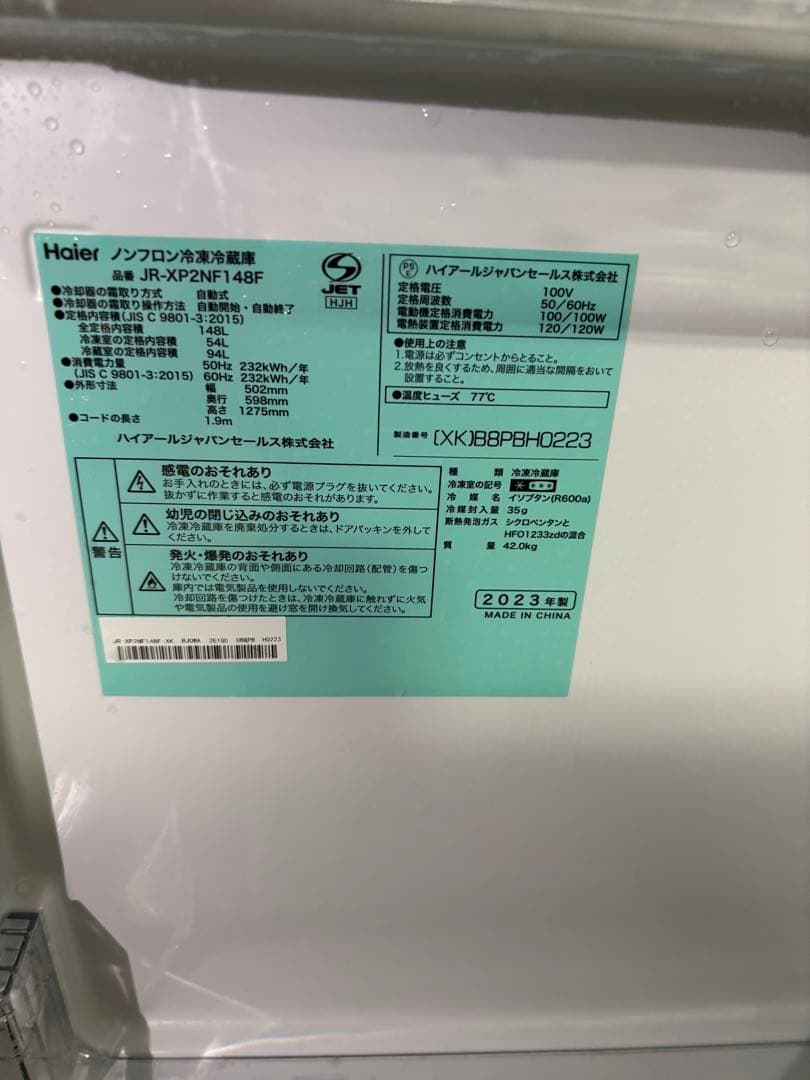 Haier ノンフロン冷凍冷蔵庫
品番 JR-XP2NF148F
JET
HJH
●冷却器の霜取り方式 自動式
●冷却器の霜取り操作方法 自動開始・自動終了
●定格内容積(JIS C 9801-3:2015)
全定格内容積 148L
冷凍室の定格内容積 54L
冷蔵室の定格内容積 94L
●消費電力量 50Hz 232kWh/年
(JIS C 9801-3:2015) 60Hz 232kWh/年
●外形寸法 幅 502mm
奥行 598mm
高さ 1275mm
●コードの長さ 1.9m
ハイアールジャパンセールス株式会社
PS E ハイアールジャパンセールス株式会社
定格電圧 100V
定格周波数 50/60Hz
電動機定格消費電力 100/100W
電熱装置定格消費電力 120/120W
●使用上の注意
1.電源は必ずコンセントからとること。
2.放熱を良くするため、周囲に適当な間隔をおいて
設置すること。
●温度ヒューズ 77℃
製造番号 (XK)B8PBH0223
警告
感電のおそれあり
お手入れのときには、必ず電源プラグを抜いてください。
抜かずに作業すると感電のおそれがあります。
幼児の閉じ込みのおそれあり
冷凍冷蔵庫を廃棄処分するときは、ドアパッキンを外して
ください。
発火・爆発のおそれあり
冷凍冷蔵庫の背面や側面にある冷却回路(配管)を傷つ
けないでください。
庫内では電気製品を使用しないでください。
冷却回路を傷つけたときは、冷凍冷蔵庫に触れずに火気
や電気製品の使用を避け窓を開け換気してください。
種類 冷凍冷蔵庫
冷凍室の記号
冷媒名 イソブタン(R600a)
冷媒封入量 35g
断熱発泡ガス シクロペンタンと
HFO1233zdの混合
質量 42.0kg
2023年製
MADE IN CHINA
JR-XP2NF148F-XK BJ0WA 2E1G0 0B8PB H0223